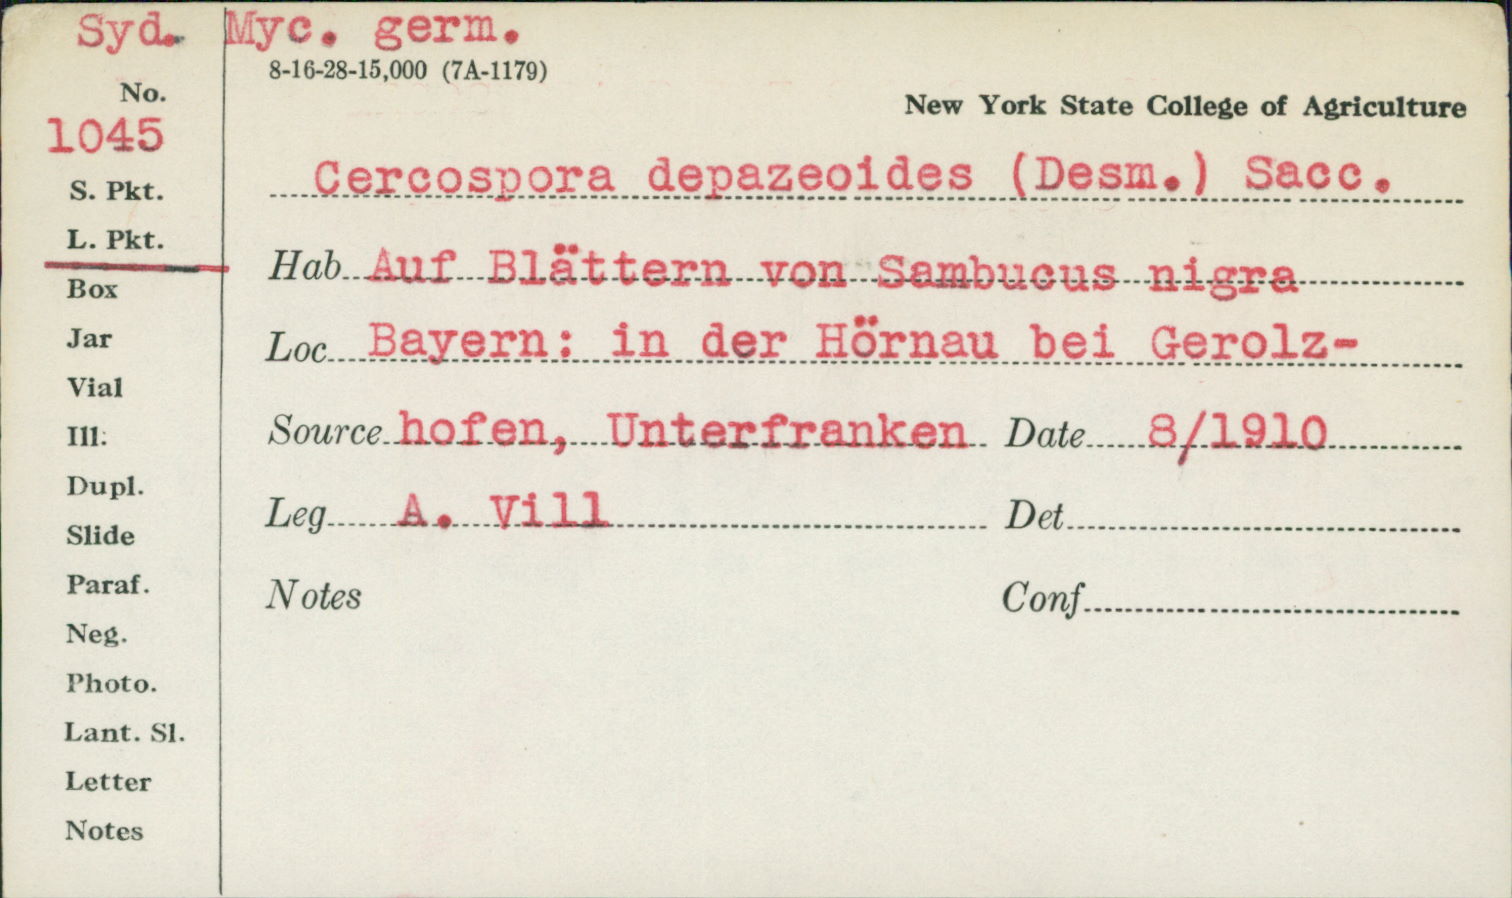 Syd. Myc. germ.
8-16-28-15,000 (7A-1179)
No.
New York State College of Agriculture
1045
Cercospora depazeoides (Desm.) Sacc.
S. Pkt.
L. Pkt.
Hab Auf Blättern von Sambucus nigra
Box
Jar
Loc Bayern: in der Hörnau bei Gerolz-
Vial
Ill.
Source hofen, Unterfranken Date 8/1910
Dupl.
Leg A. Vill Det
Slide
Paraf.
Notes Conf
Neg.
Photo.
Lant. Sl.
Letter
Notes